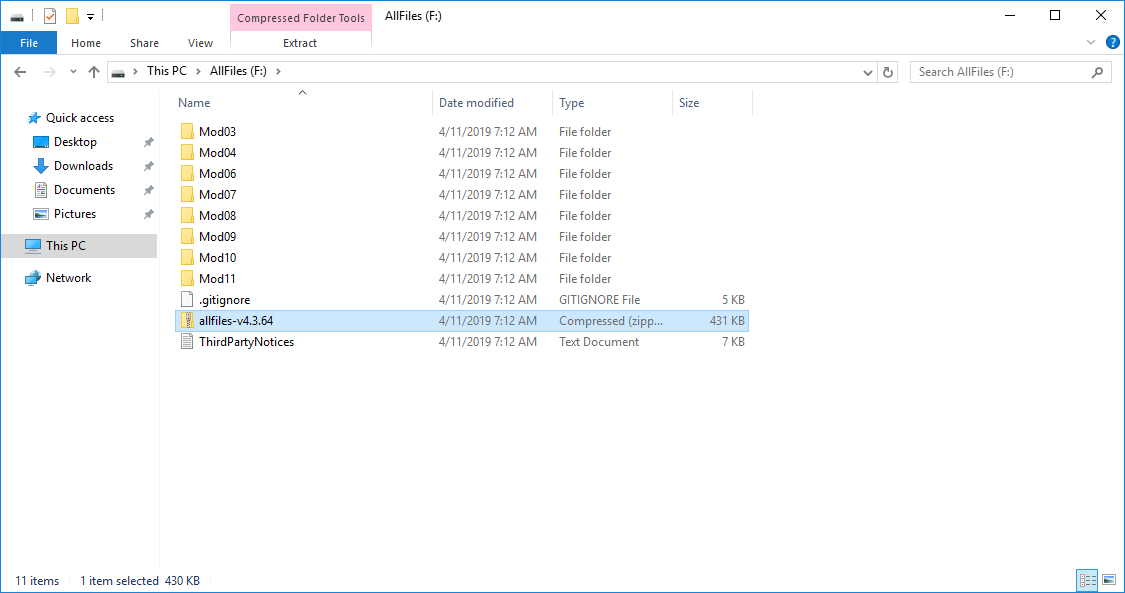 Compressed Folder Tools AllFiles (F:)
File Home Share View Extract
This PC AllFiles (F:) Search AllFiles (F:)
Name Date modified Type Size
Quick access
Desktop
Downloads
Documents
Pictures
This PC
Network
Mod03 4/11/2019 7:12 AM File folder
Mod04 4/11/2019 7:12 AM File folder
Mod06 4/11/2019 7:12 AM File folder
Mod07 4/11/2019 7:12 AM File folder
Mod08 4/11/2019 7:12 AM File folder
Mod09 4/11/2019 7:12 AM File folder
Mod10 4/11/2019 7:12 AM File folder
Mod11 4/11/2019 7:12 AM File folder
.gitignore 4/11/2019 7:12 AM GITIGNORE File 5 KB
allfiles-v4.3.64 4/11/2019 7:12 AM Compressed (zipp... 431 KB
ThirdPartyNotices 4/11/2019 7:12 AM Text Document 7 KB
11 items 1 item selected 430 KB